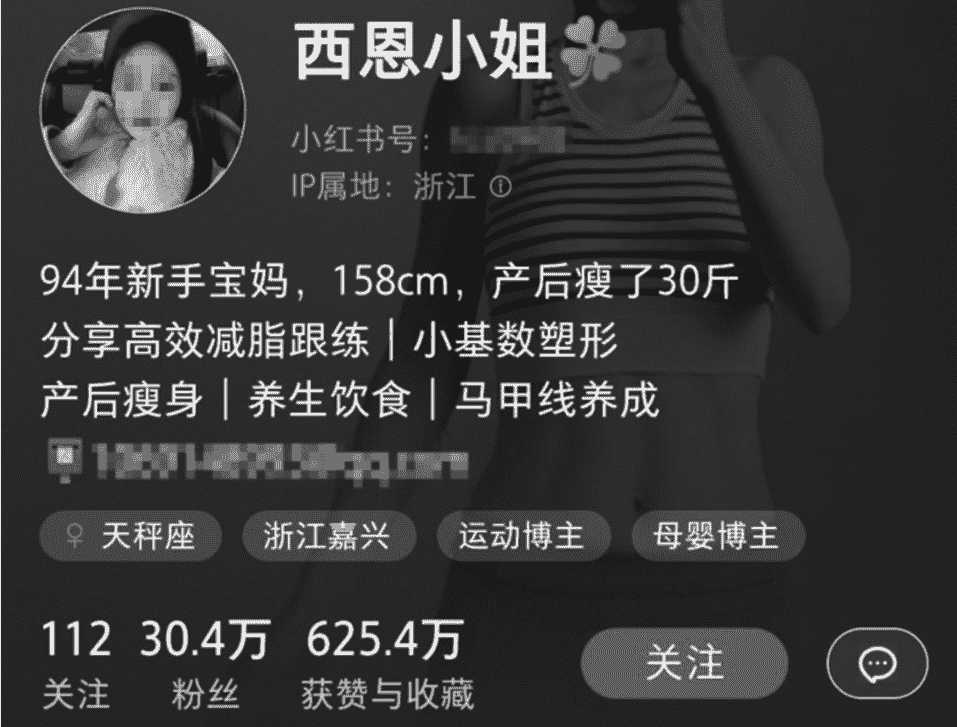 西恩小姐
小红书号：
IP属地：浙江
94年新手宝妈，158cm，产后瘦了30斤
分享高效减脂跟练｜小基数塑形
产后瘦身｜养生饮食｜马甲线养成
♀ 天秤座 浙江嘉兴 运动博主 母婴博主
112 30.4万 625.4万
关注 粉丝 获赞与收藏 关注